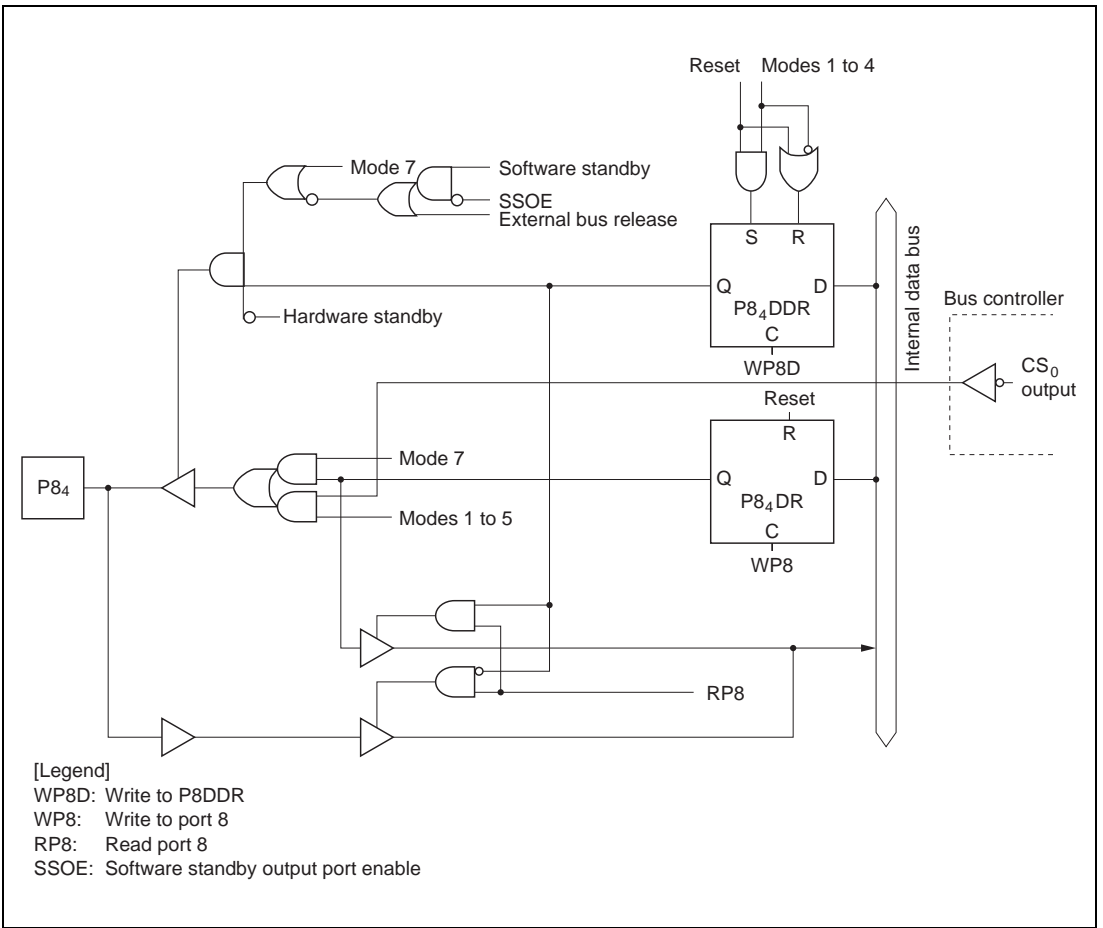 Reset Modes 1 to 4
Mode 7
Software standby
SSOE
External bus release
S R
Q D
P8₄DDR
C
WP8D
Hardware standby
Internal data bus
Bus controller
CS₀
output
Reset
R
Q D
P8₄DR
C
WP8
Mode 7
P8₄
Modes 1 to 5
RP8
[Legend]
WP8D: Write to P8DDR
WP8: Write to port 8
RP8: Read port 8
SSOE: Software standby output port enable